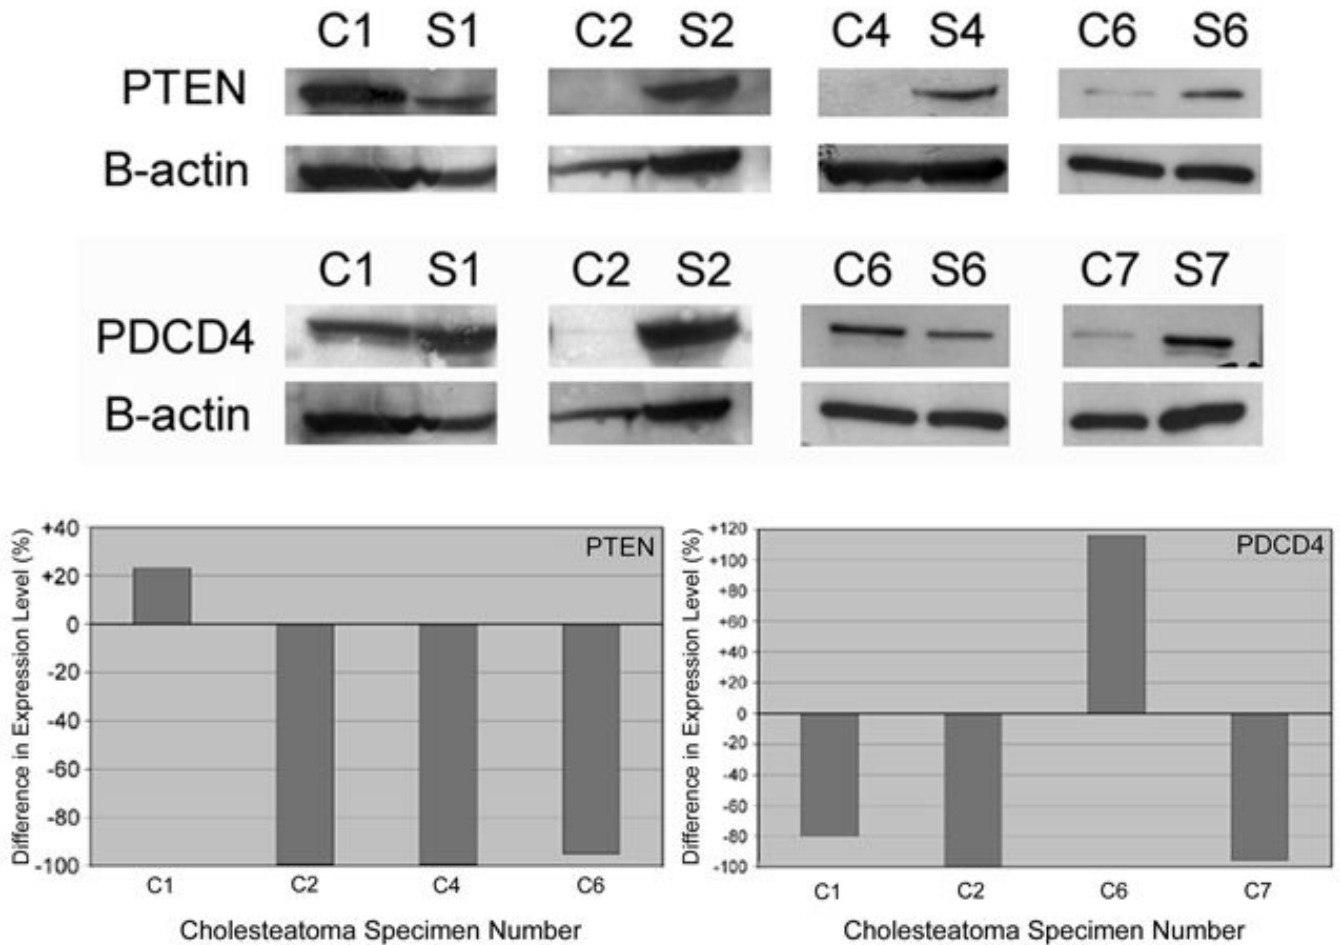 C1 S1 C2 S2 C4 S4 C6 S6
PTEN
B-actin
C1 S1 C2 S2 C6 S6 C7 S7
PDCD4
B-actin
Difference in Expression Level (%)
+40
+20
0
-20
-40
-60
-80
-100
PTEN
C1 C2 C4 C6
Cholesteatoma Specimen Number
Difference in Expression Level (%)
+120
+100
+80
+60
+40
+20
0
-20
-40
-60
-80
-100
PDCD4
C1 C2 C6 C7
Cholesteatoma Specimen Number